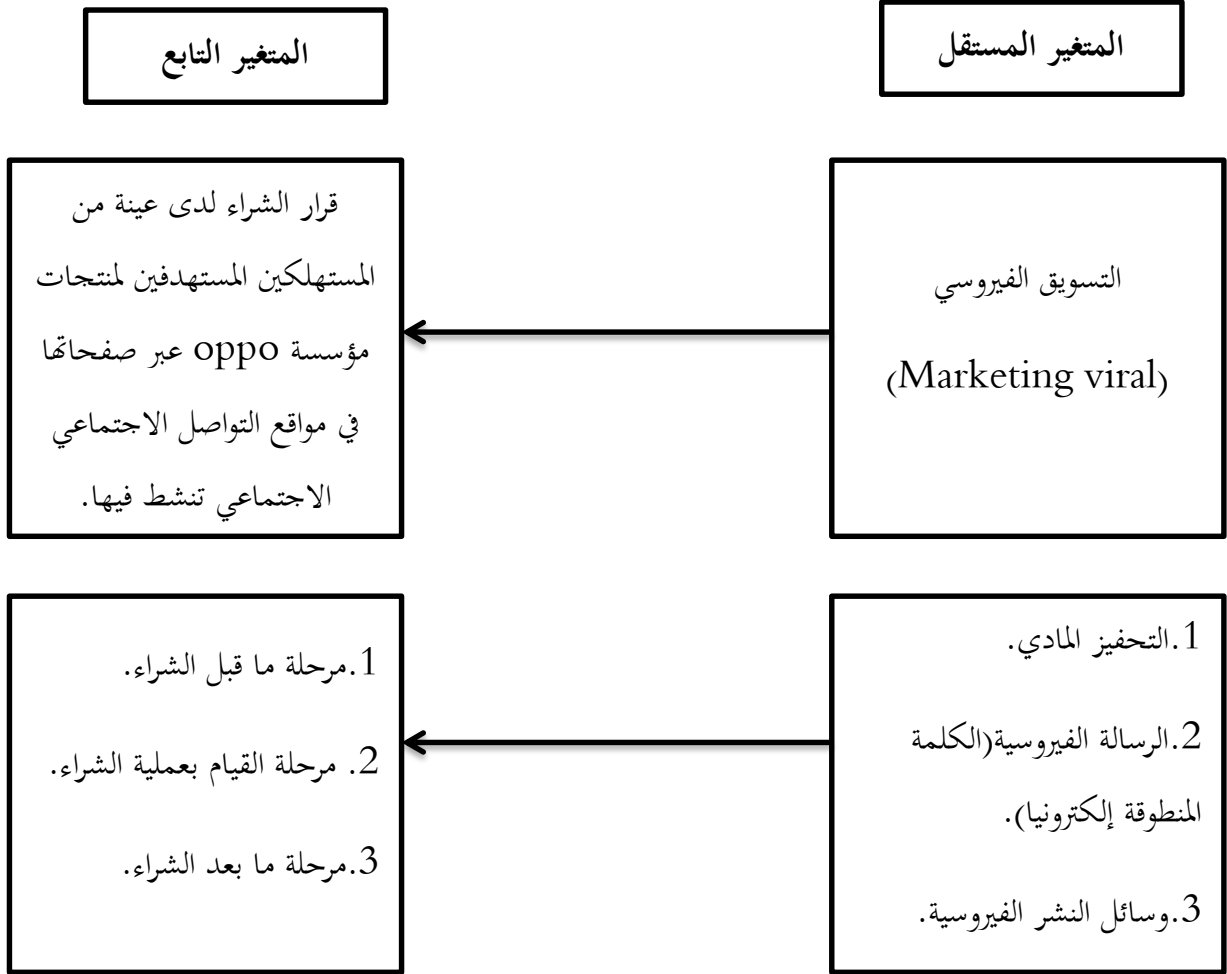 المتغير المستقل
المتغير التابع
التسويق الفيروسي
(Marketing viral)
قرار الشراء لدى عينة من
المستهلكين المستهدفين لمنتجات
مؤسسة oppo عبر صفحاتها
في مواقع التواصل الاجتماعي
الاجتماعي تنشط فيها.
1.التحفيز المادي.
2.الرسالة الفيروسية(الكلمة
المنطوقة إلكترونيا).
3.وسائل النشر الفيروسية.
1.مرحلة ما قبل الشراء.
2. مرحلة القيام بعملية الشراء.
3.مرحلة ما بعد الشراء.